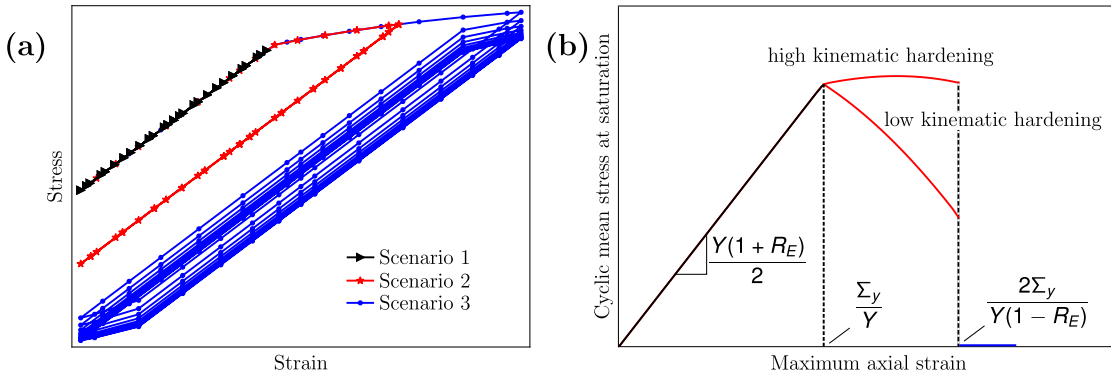 (a)
Stress
Scenario 1
Scenario 2
Scenario 3
Strain
(b)
Cyclic mean stress at saturation
high kinematic hardening
low kinematic hardening
Y(1 + R_E)
2
Σ_y
Y
2Σ_y
Y(1 − R_E)
Maximum axial strain